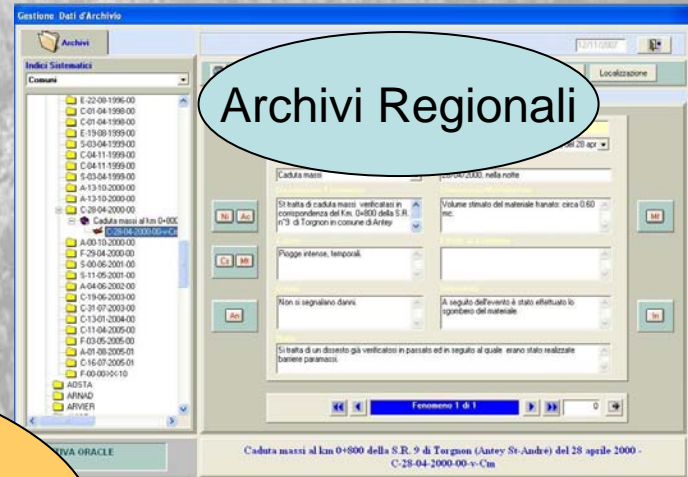 Gestione Dati d'Archivio
Archivi
12/11/2007
Indici Sistematici
Comuni
Localizzazione
Archivi Regionali
E-22-08-1996-00
C-01-04-1998-00
C-01-04-1998-00
E-19-08-1999-00
S-03-04-1999-00
C-04-11-1999-00
C-04-11-1999-00
S-03-04-1999-00
A-13-10-2000-00
A-13-10-2000-00
C-28-04-2000-00
Caduta massi al km 0+800
C-28-04-2000-00-v-Cm
A-00-10-2000-00
F-29-04-2000-00
S-00-06-2001-00
S-11-05-2001-00
A-04-06-2002-00
C-19-06-2003-00
C-31-07-2003-00
C-13-01-2004-00
C-11-04-2005-00
F-03-05-2005-00
A-01-08-2005-01
C-16-07-2005-01
AOSTA
ARNAD
ARVIER
del 28 apr
Caduta massi
28/04/2000, nella notte
Si tratta di caduta massi verificatasi in
corrispondenza del Km. 0+800 della S.R.
n°9 di Torgnon in comune di Antey
Volume stimato del materiale franato: circa 0.60
mc.
Ni Ac
Mf
Piogge intense, temporali.
Cs Mt
Non si segnalano danni.
A seguito dell'evento è stato effettuato lo
sgombero del materiale.
An
In
Si tratta di un dissesto già verificatosi in passato ed in seguito al quale erano stato realizzate
barriere paramassi.
Fenomeno 1 di 1
0
IVA ORACLE
Caduta massi al km 0+800 della S.R. 9 di Torgnon (Antey St-Andrè) del 28 aprile 2000 -
C-28-04-2000-00-v-Cm